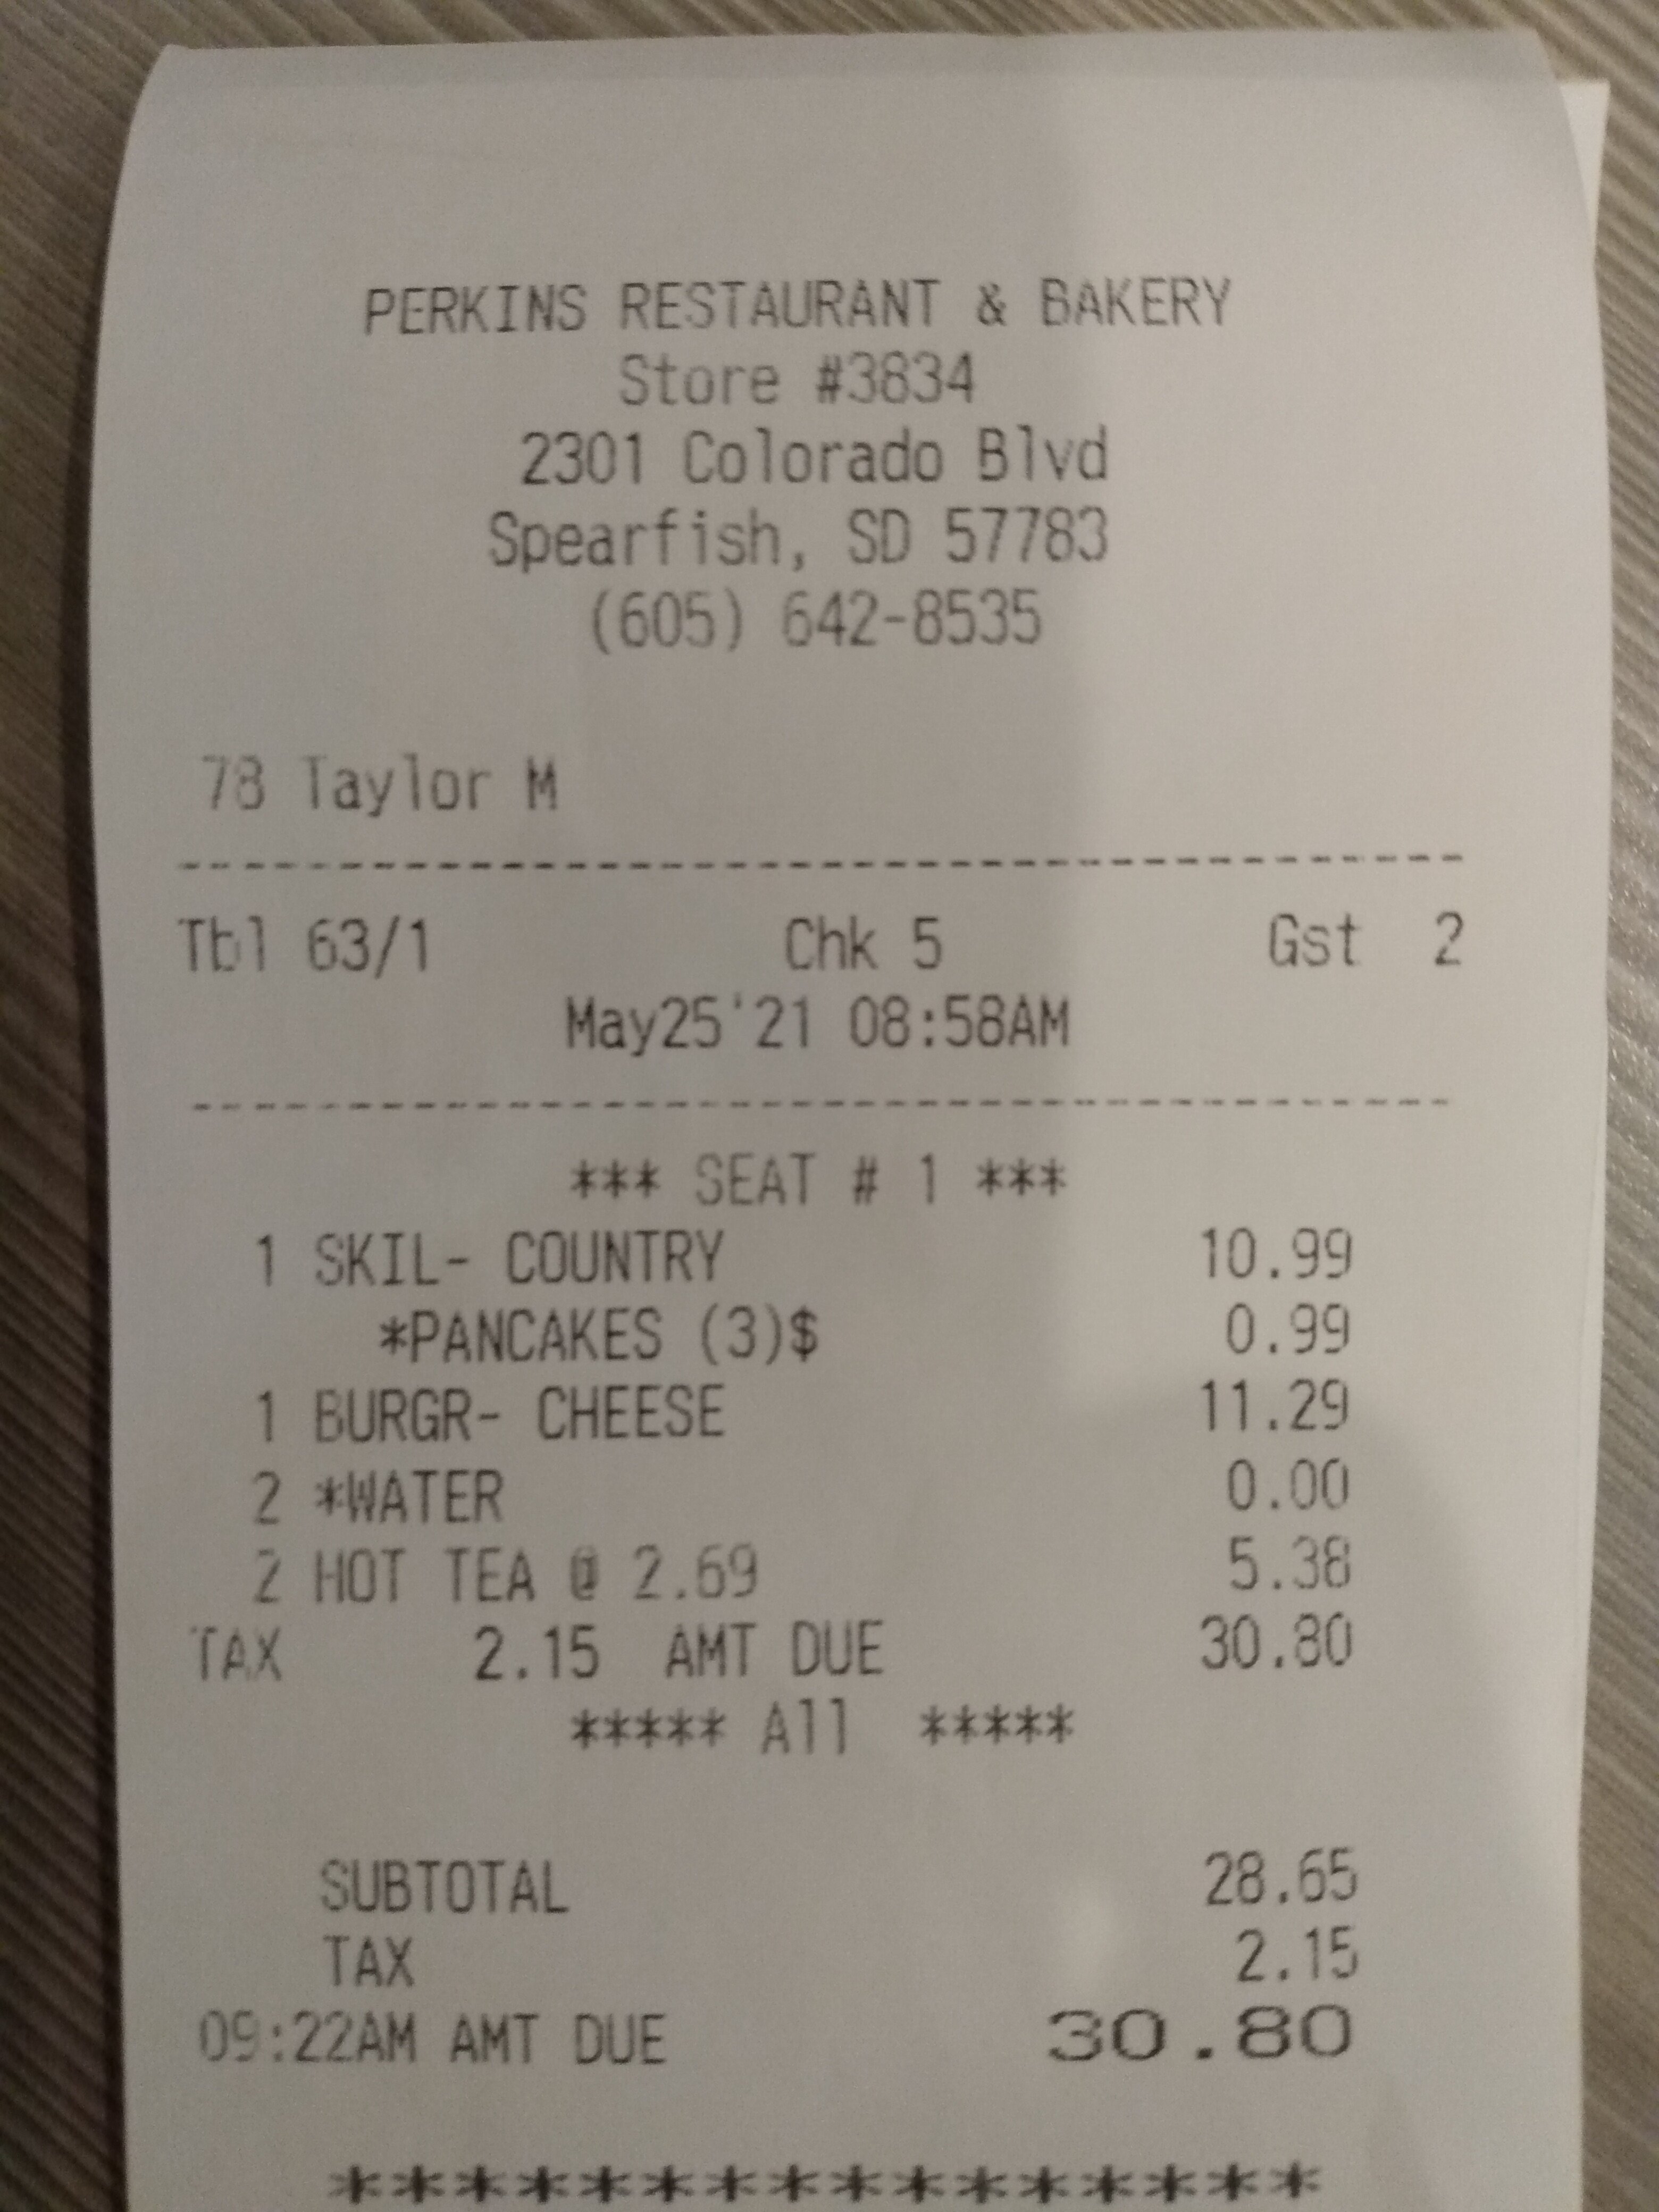 PERKINS RESTAURANT & BAKERY
Store #3834
2301 Colorado Blvd
Spearfish, SD 57783
(605) 642-8535
78 Taylor M
----------------------------------------
Tbl 63/1 Chk 5 Gst 2
May25'21 08:58AM
----------------------------------------
*** SEAT # 1 ***
1 SKIL- COUNTRY 10.99
*PANCAKES (3)$ 0.99
1 BURGR- CHEESE 11.29
2 *WATER 0.00
2 HOT TEA @ 2.69 5.38
TAX 2.15 AMT DUE 30.80
***** All *****
SUBTOTAL 28.65
TAX 2.15
09:22AM AMT DUE 30.80
*****************